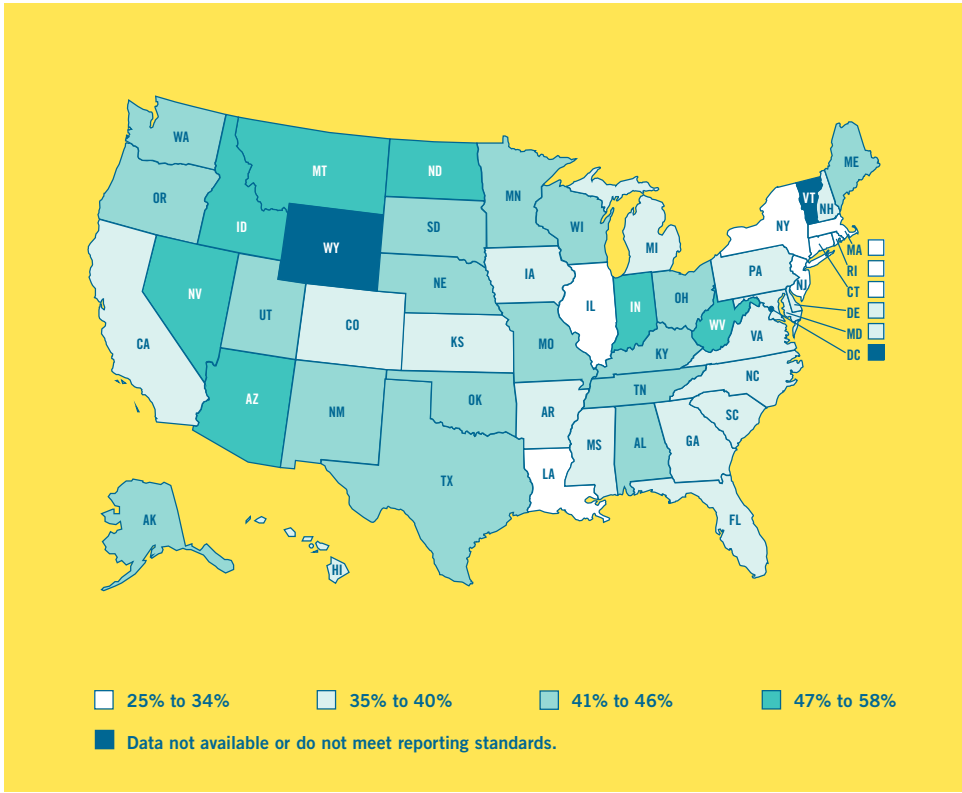 WA
MT
ND
ME
OR
MN
VT
NH
ID
SD
WI
NY
WY
MI
MA
RI
NE
IA
PA
NV
IL
IN
OH
NJ
CT
UT
CO
DE
WV
KS
MO
VA
MD
CA
KY
DC
NC
AZ
TN
OK
NM
AR
SC
MS
AL
GA
TX
LA
AK
FL
HI
25% to 34%
35% to 40%
41% to 46%
47% to 58%
Data not available or do not meet reporting standards.